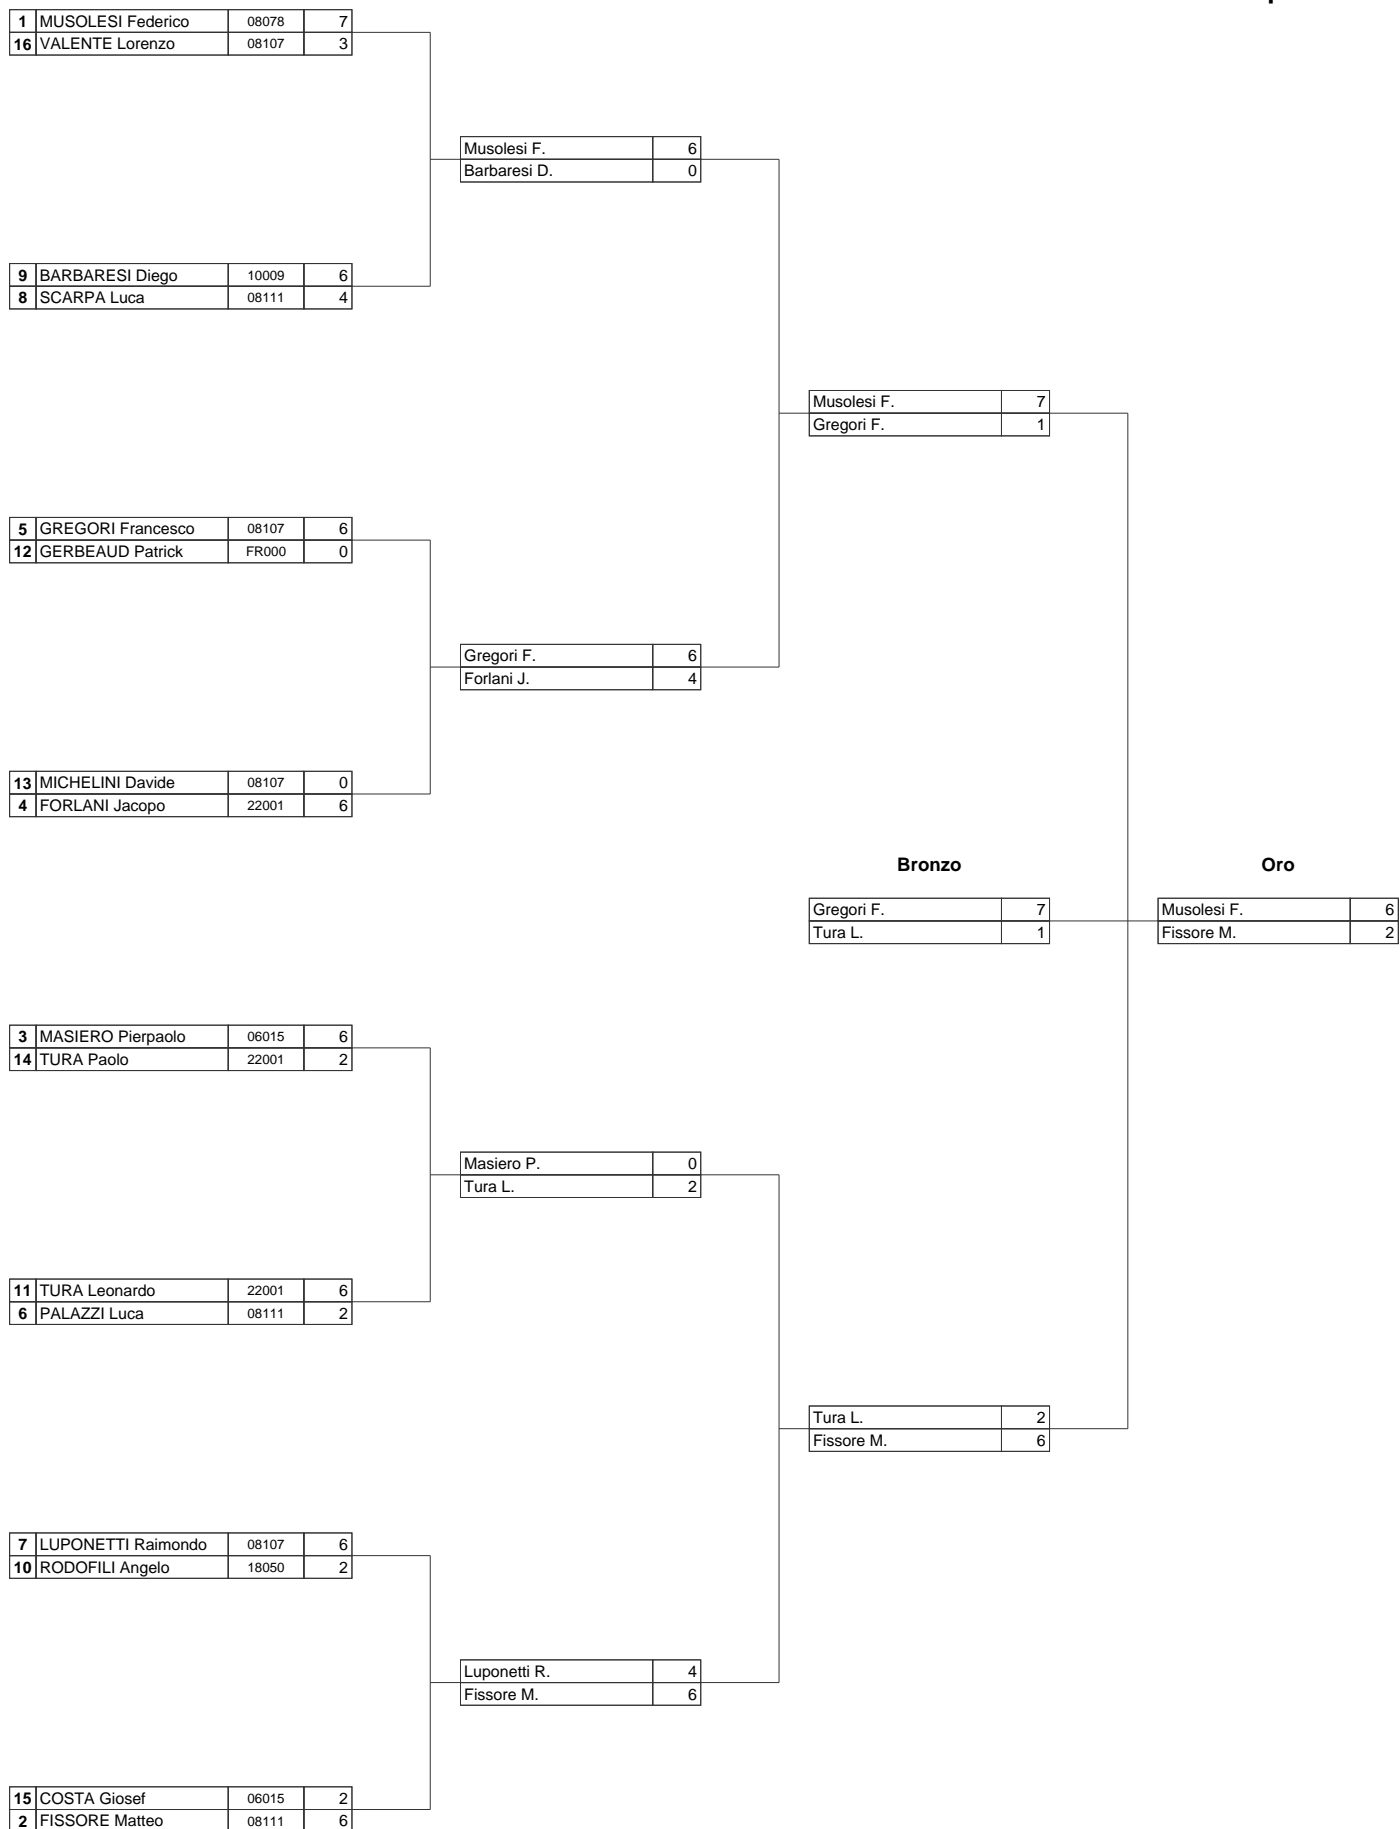 1 MUSOLESI Federico 08078 7
16 VALENTE Lorenzo 08107 3
Musolesi F. 6
Barbaresi D. 0
9 BARBARESI Diego 10009 6
8 SCARPA Luca 08111 4
Musolesi F. 7
Gregori F. 1
5 GREGORI Francesco 08107 6
12 GERBEAUD Patrick FR000 0
Gregori F. 6
Forlani J. 4
13 MICHELINI Davide 08107 0
4 FORLANI Jacopo 22001 6
Bronzo Oro
Gregori F. 7 Musolesi F. 6
Tura L. 1 Fissore M. 2
3 MASIERO Pierpaolo 06015 6
14 TURA Paolo 22001 2
Masiero P. 0
Tura L. 2
11 TURA Leonardo 22001 6
6 PALAZZI Luca 08111 2
Tura L. 2
Fissore M. 6
7 LUPONETTI Raimondo 08107 6
10 RODOFILI Angelo 18050 2
Luponetti R. 4
Fissore M. 6
15 COSTA Giosef 06015 2
2 FISSORE Matteo 08111 6